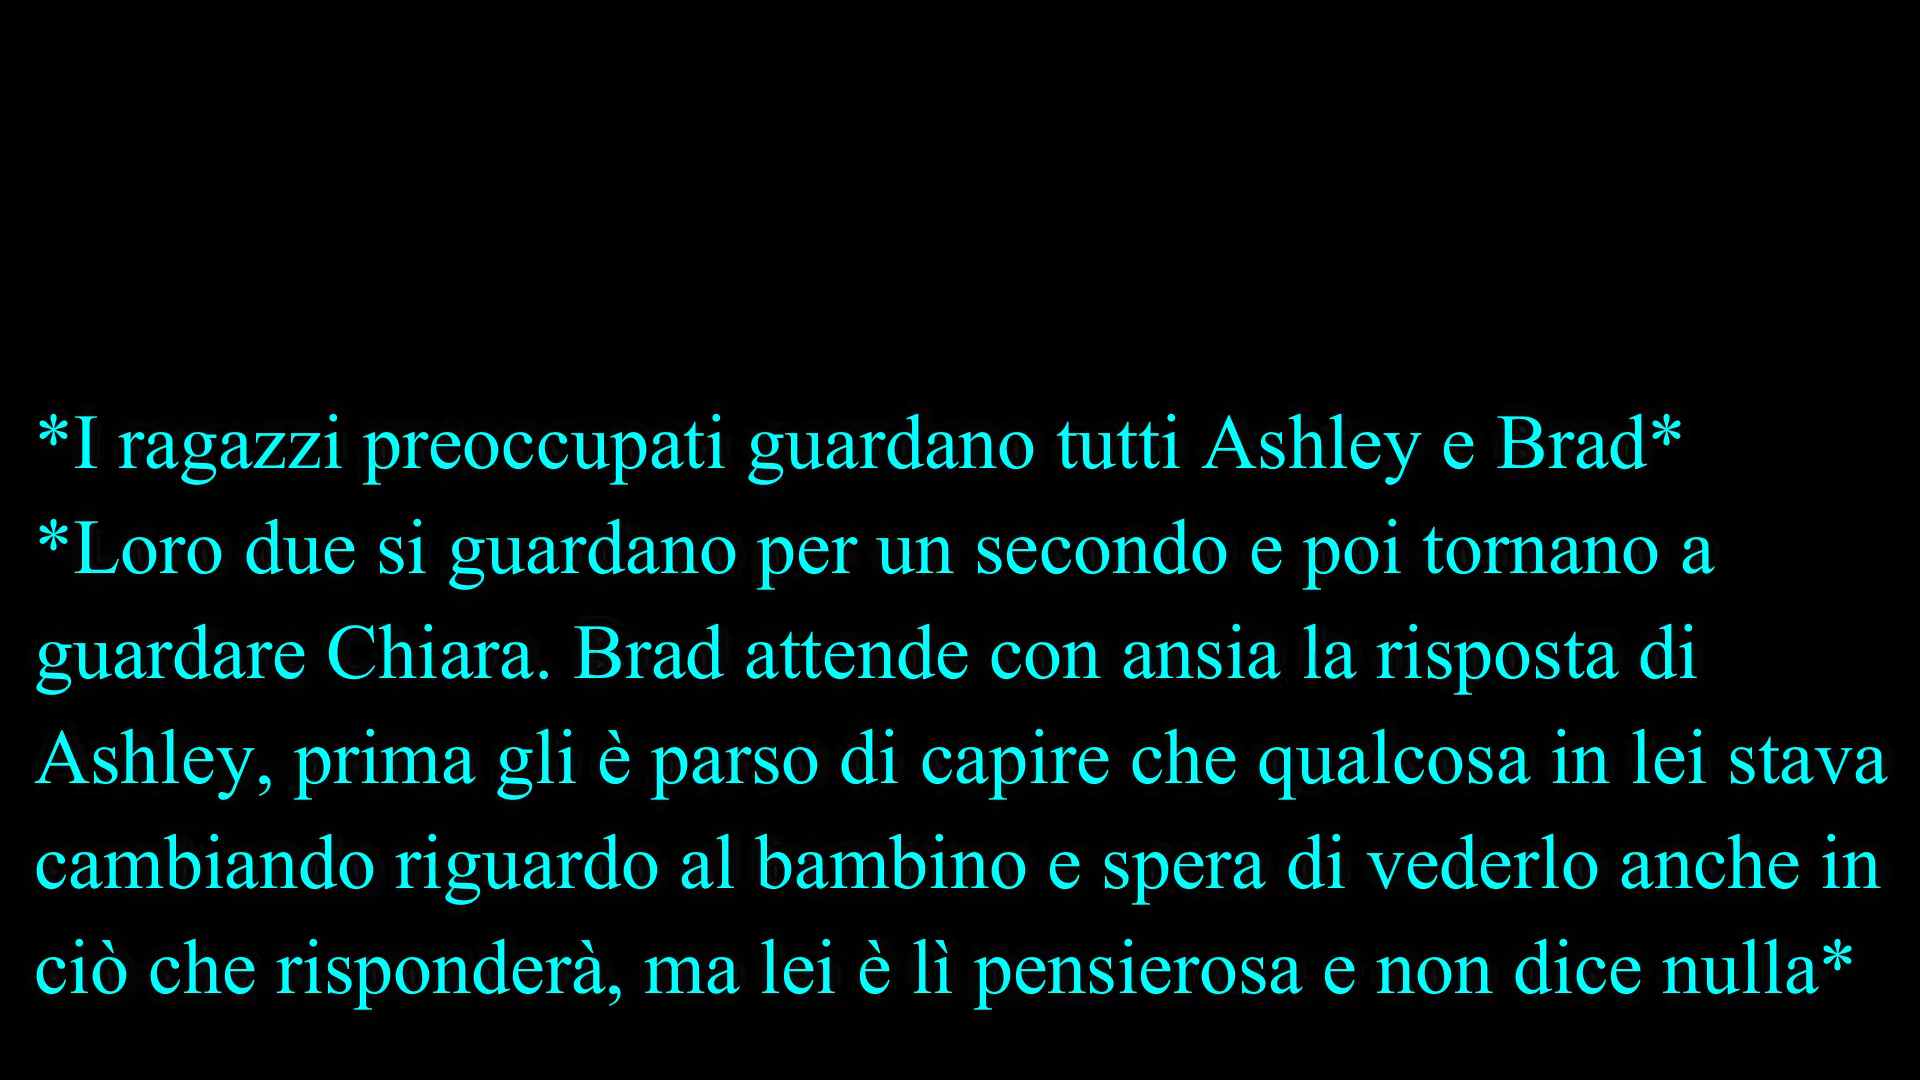 *I ragazzi preoccupati guardano tutti Ashley e Brad*
*Loro due si guardano per un secondo e poi tornano a
guardare Chiara. Brad attende con ansia la risposta di
Ashley, prima gli è parso di capire che qualcosa in lei stava
cambiando riguardo al bambino e spera di vederlo anche in
ciò che risponderà, ma lei è lì pensierosa e non dice nulla*